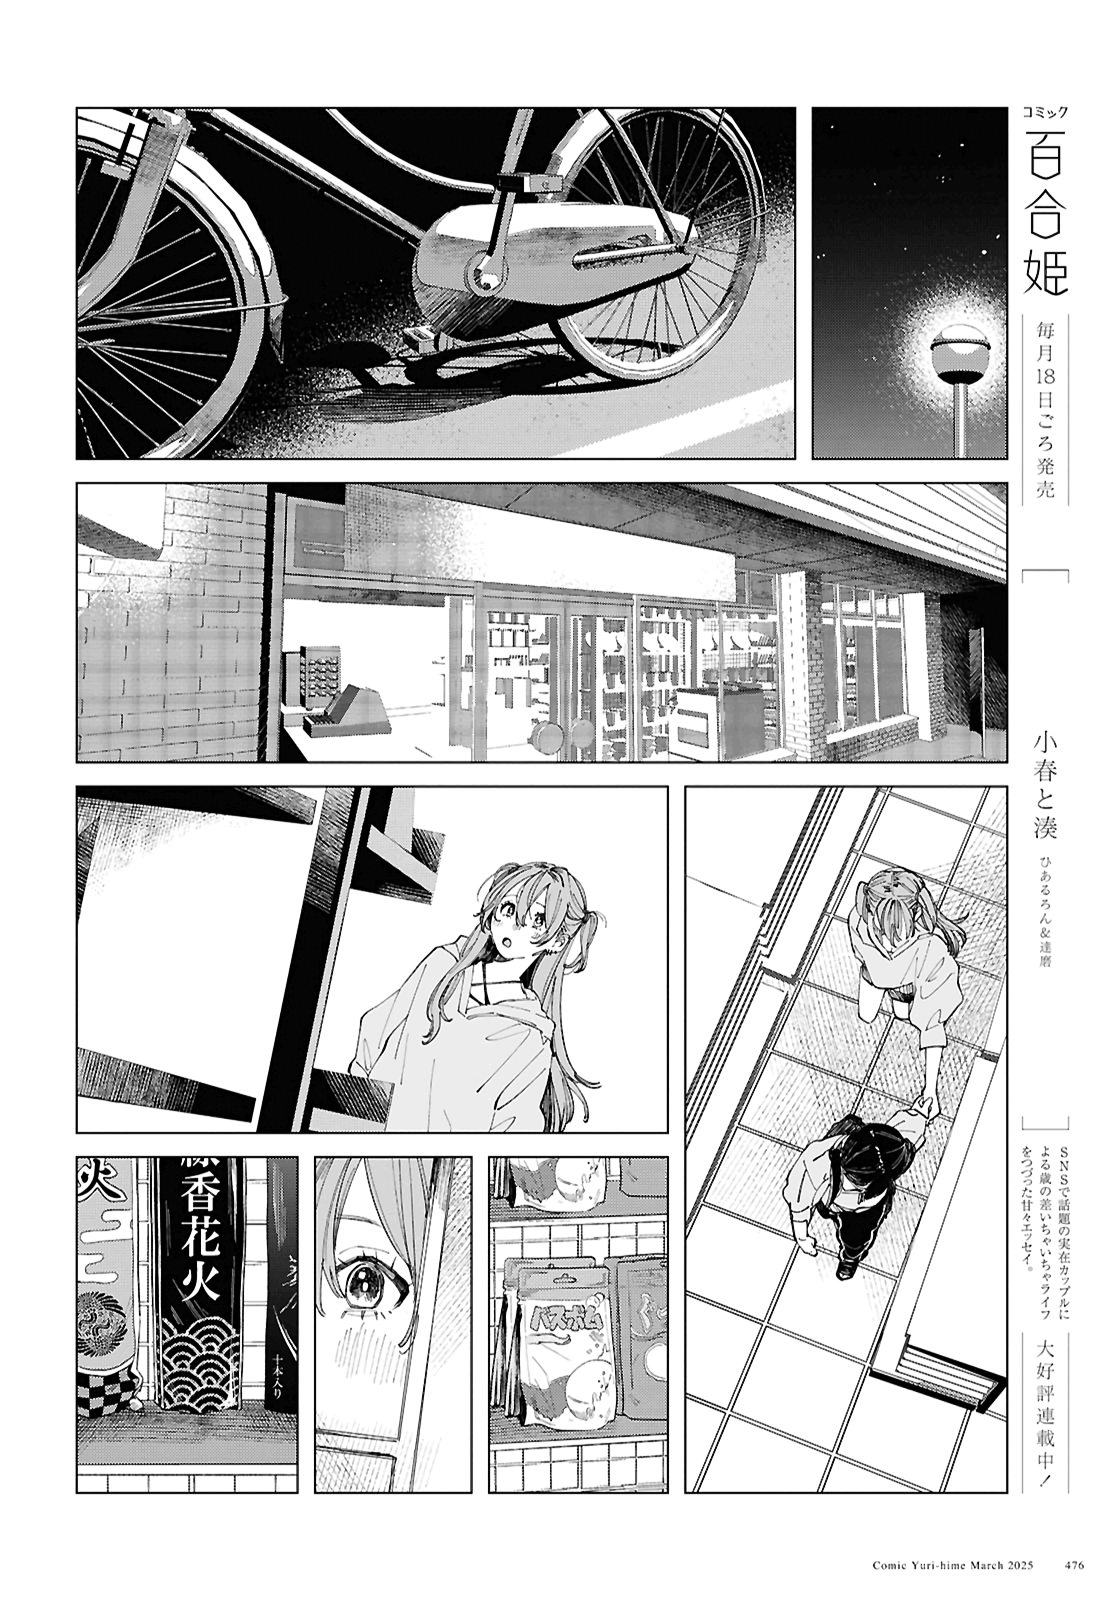 コミック
百合姫
毎月18日ごろ発売
小春と湊
ひあるろん&達磨
SNSで話題の実在カップルに
よる歳の差いちゃいちゃライフ
をつづった甘々エッセイ。
大好評連載中!
バスボム
火
線香花火
十本入り
Comic Yuri-hime March 2025
476